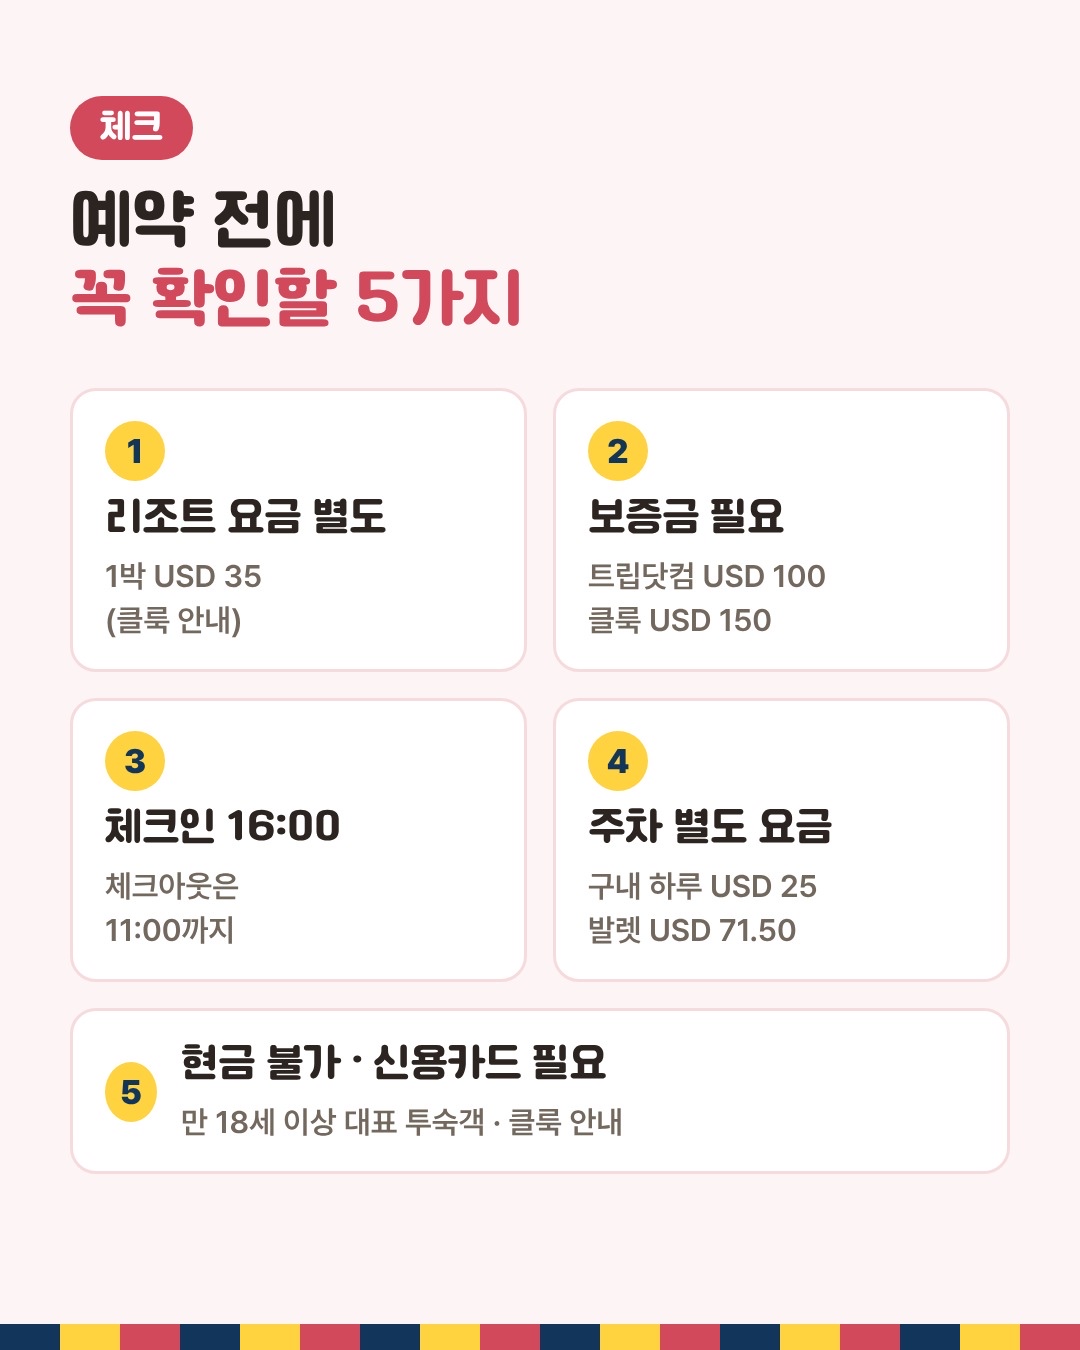 체크
예약 전에
꼭 확인할 5가지
1
리조트 요금 별도
1박 USD 35
(클룩 안내)
2
보증금 필요
트립닷컴 USD 100
클룩 USD 150
3
체크인 16:00
체크아웃은
11:00까지
4
주차 별도 요금
구내 하루 USD 25
발렛 USD 71.50
5
현금 불가 · 신용카드 필요
만 18세 이상 대표 투숙객 · 클룩 안내